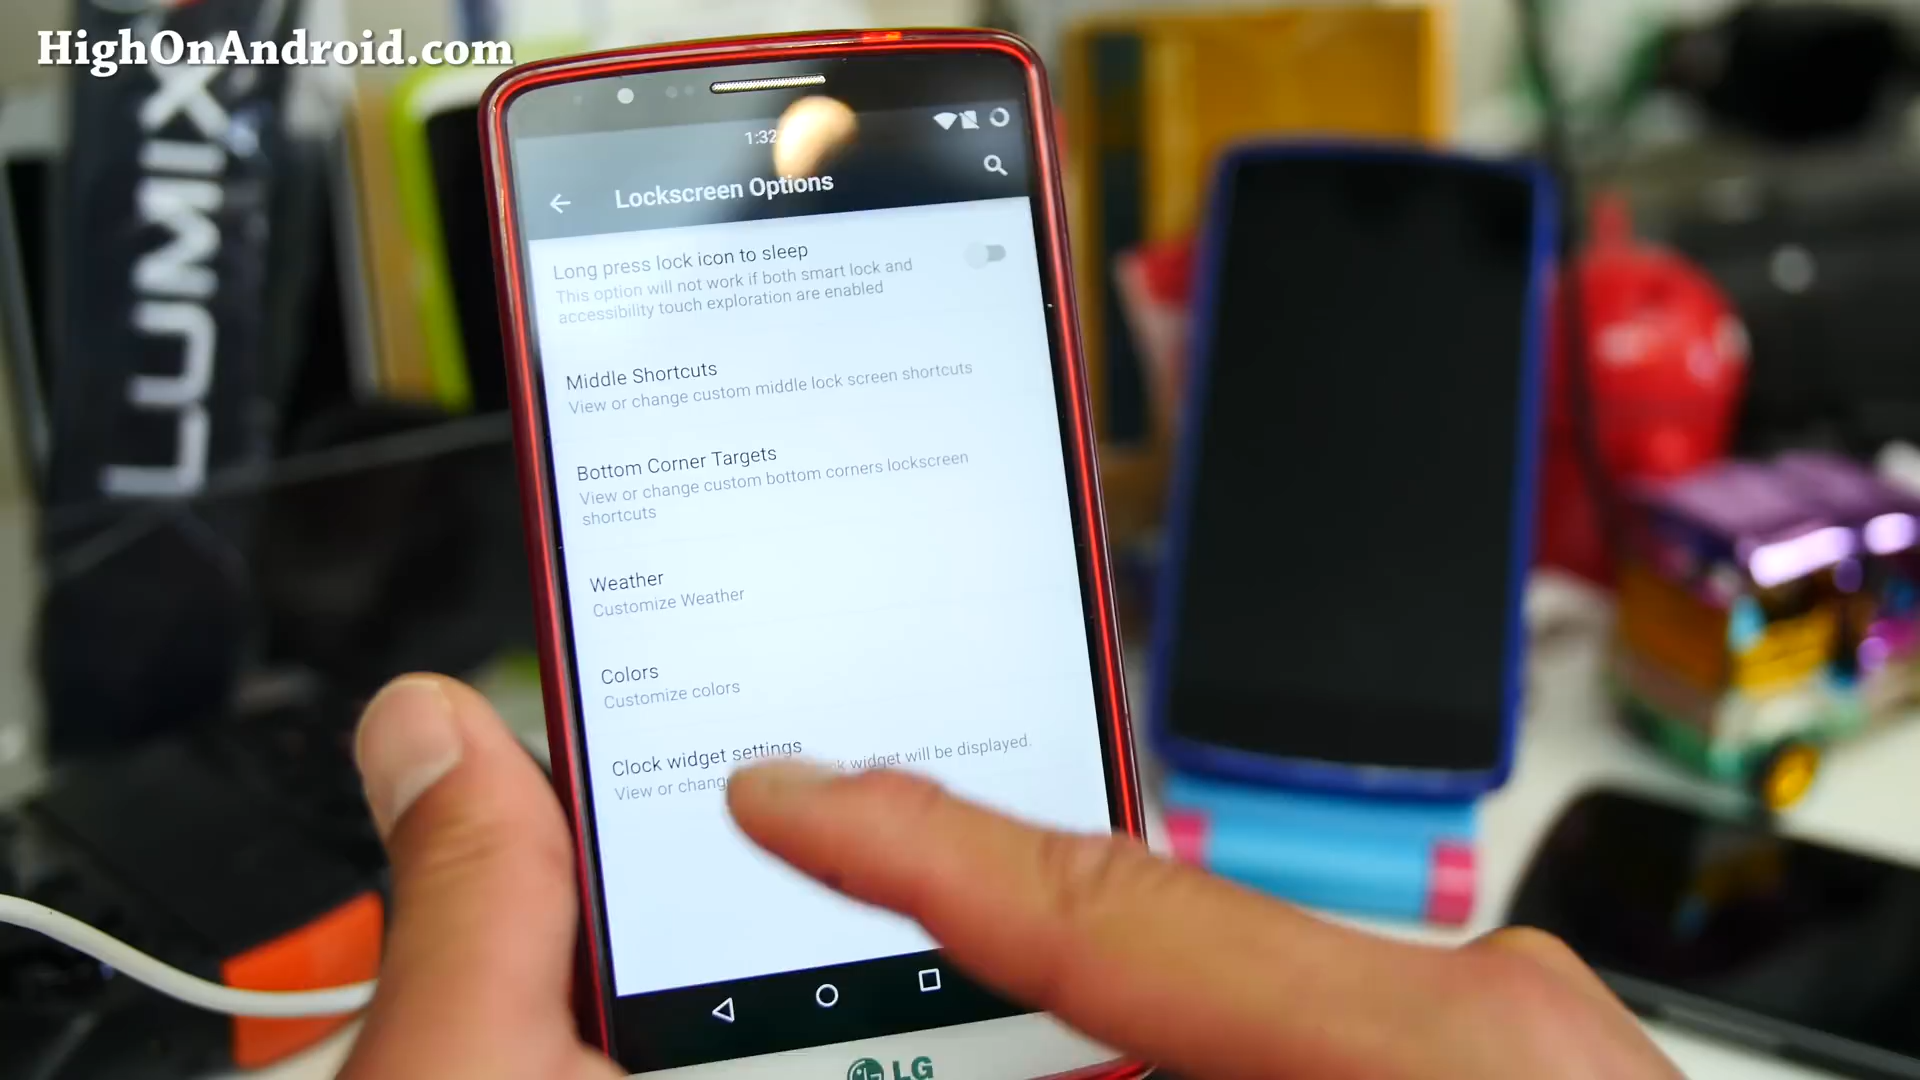 HighOnAndroid.com
LUMIX
1:32
Lockscreen Options
Long press lock icon to sleep
This option will not work if both smart lock and
accessibility touch exploration are enabled
Middle Shortcuts
View or change custom middle lock screen shortcuts
Bottom Corner Targets
View or change custom bottom corners lockscreen
shortcuts
Weather
Customize Weather
Colors
Customize colors
Clock widget settings
View or widget will be displayed.
LG